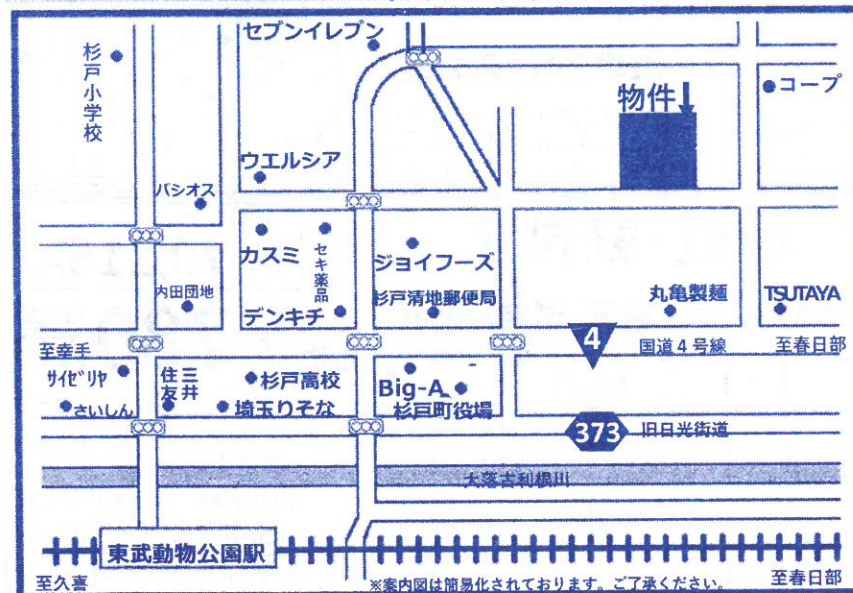 セブンイレブン
杉戸小学校
コープ
物件
ウエルシア
パシオス
カスミ
セキ薬品
ジョイフーズ
内田団地
デンキチ
杉戸清地郵便局
丸亀製麺
TSUTAYA
至幸手
4
国道4号線
至春日部
サイゼリヤ
さいしん
三井
住友
杉戸高校
埼玉りそな
Big-A
杉戸町役場
373
旧日光街道
大落古利根川
東武動物公園駅
至久喜
※案内図は簡易化されております。ご了承ください。
至春日部